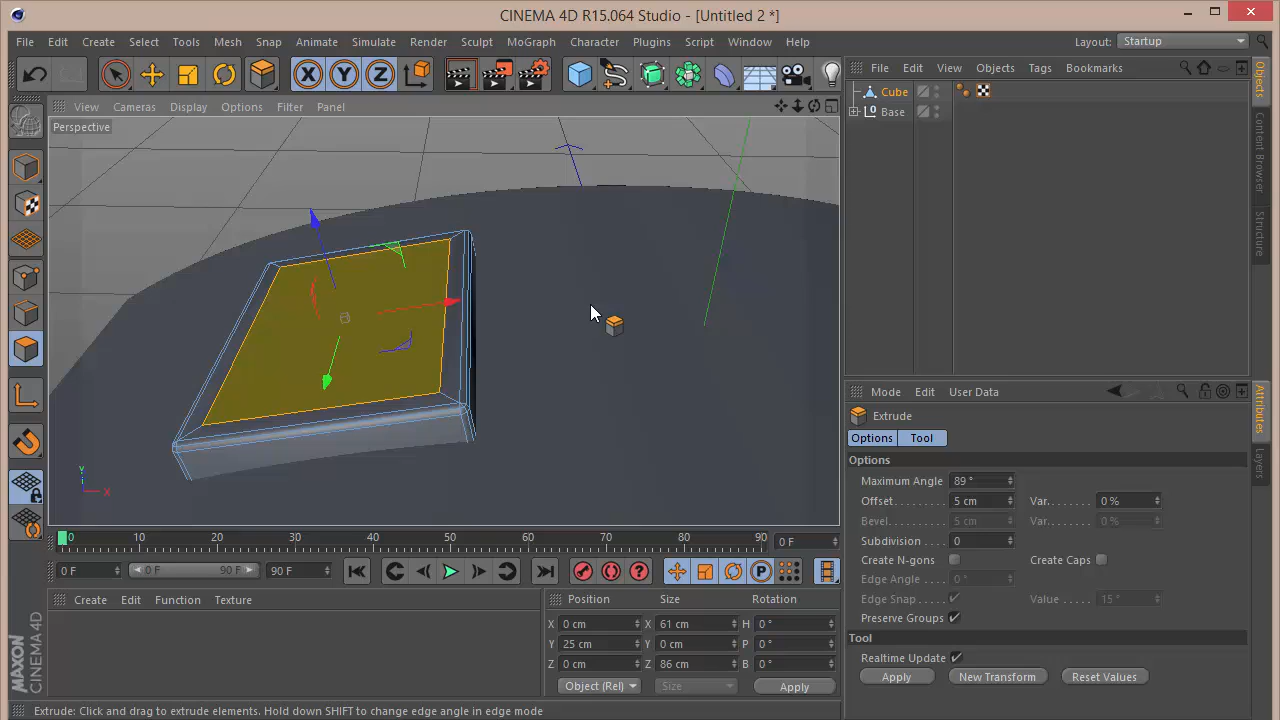 CINEMA 4D R15.064 Studio - [Untitled 2 *]
File Edit Create Select Tools Mesh Snap Animate Simulate Render Sculpt MoGraph Character Plugins Script Window Help Layout: Startup
X Y Z
File Edit View Objects Tags Bookmarks
View Cameras Display Options Filter Panel
Cube
Perspective
Base
Objects
Content Browser
Structure
Mode Edit User Data
Extrude
Options Tool
Options
Maximum Angle 89 °
Offset 5 cm Var. 0 %
Bevel 5 cm Var. 0 %
Subdivision 0
Create N-gons Create Caps
Edge Angle 0 °
Edge Snap Value 15 °
Preserve Groups
Tool
Realtime Update
Apply New Transform Reset Values
Attributes
Layers
Y
X
0 10 20 30 40 50 60 70 80 90 0 F
0 F 0 F 90 F 90 F
P
Create Edit Function Texture
Position Size Rotation
X 0 cm X 61 cm H 0 °
Y 25 cm Y 0 cm P 0 °
Z 0 cm Z 86 cm B 0 °
Object (Rel) Size Apply
MAXON CINEMA 4D
Extrude: Click and drag to extrude elements. Hold down SHIFT to change edge angle in edge mode